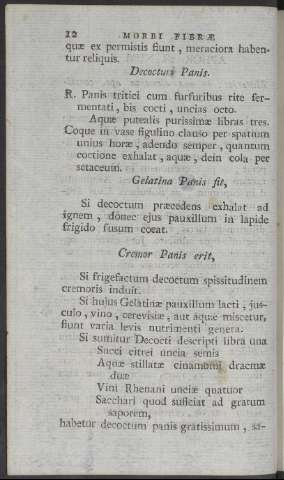 12 MORBI FIBRÆ
quæ ex permistis fiunt, meraciora haben-
tur reliquis.
Decoctum Panis.
R. Panis tritici cum furfuribus rite fer-
mentati, bis cocti, uncias octo.
Aquæ putealis purissimæ libras tres.
Coque in vase figulino clauso per spatium
unius horæ, adendo semper, quantum
coctione exhalat, aquæ, dein cola per
setaceum.
Gelatina Panis fit,
Si decoctum præcedens exhalat ad
ignem, donec ejus pauxillum in lapide
frigido fusum coeat.
Cremor Panis erit,
Si frigefactum decoctum spissitudinem
cremoris induit.
Si hujus Gelatinæ pauxillum lacti, jus-
culo, vino, cerevisiæ, aut aquæ miscetur,
fiunt varia levis nutrimenti genera.
Si sumitur Decocti descripti libra una
Succi citrei uncia semis
Aquæ stillatæ cinamomi dracmæ
duæ
Vini Rhenani unciæ quatuor
Sacchari quod suficiat ad gratum
saporem,
habetur decoctum panis gratissimum, sa-